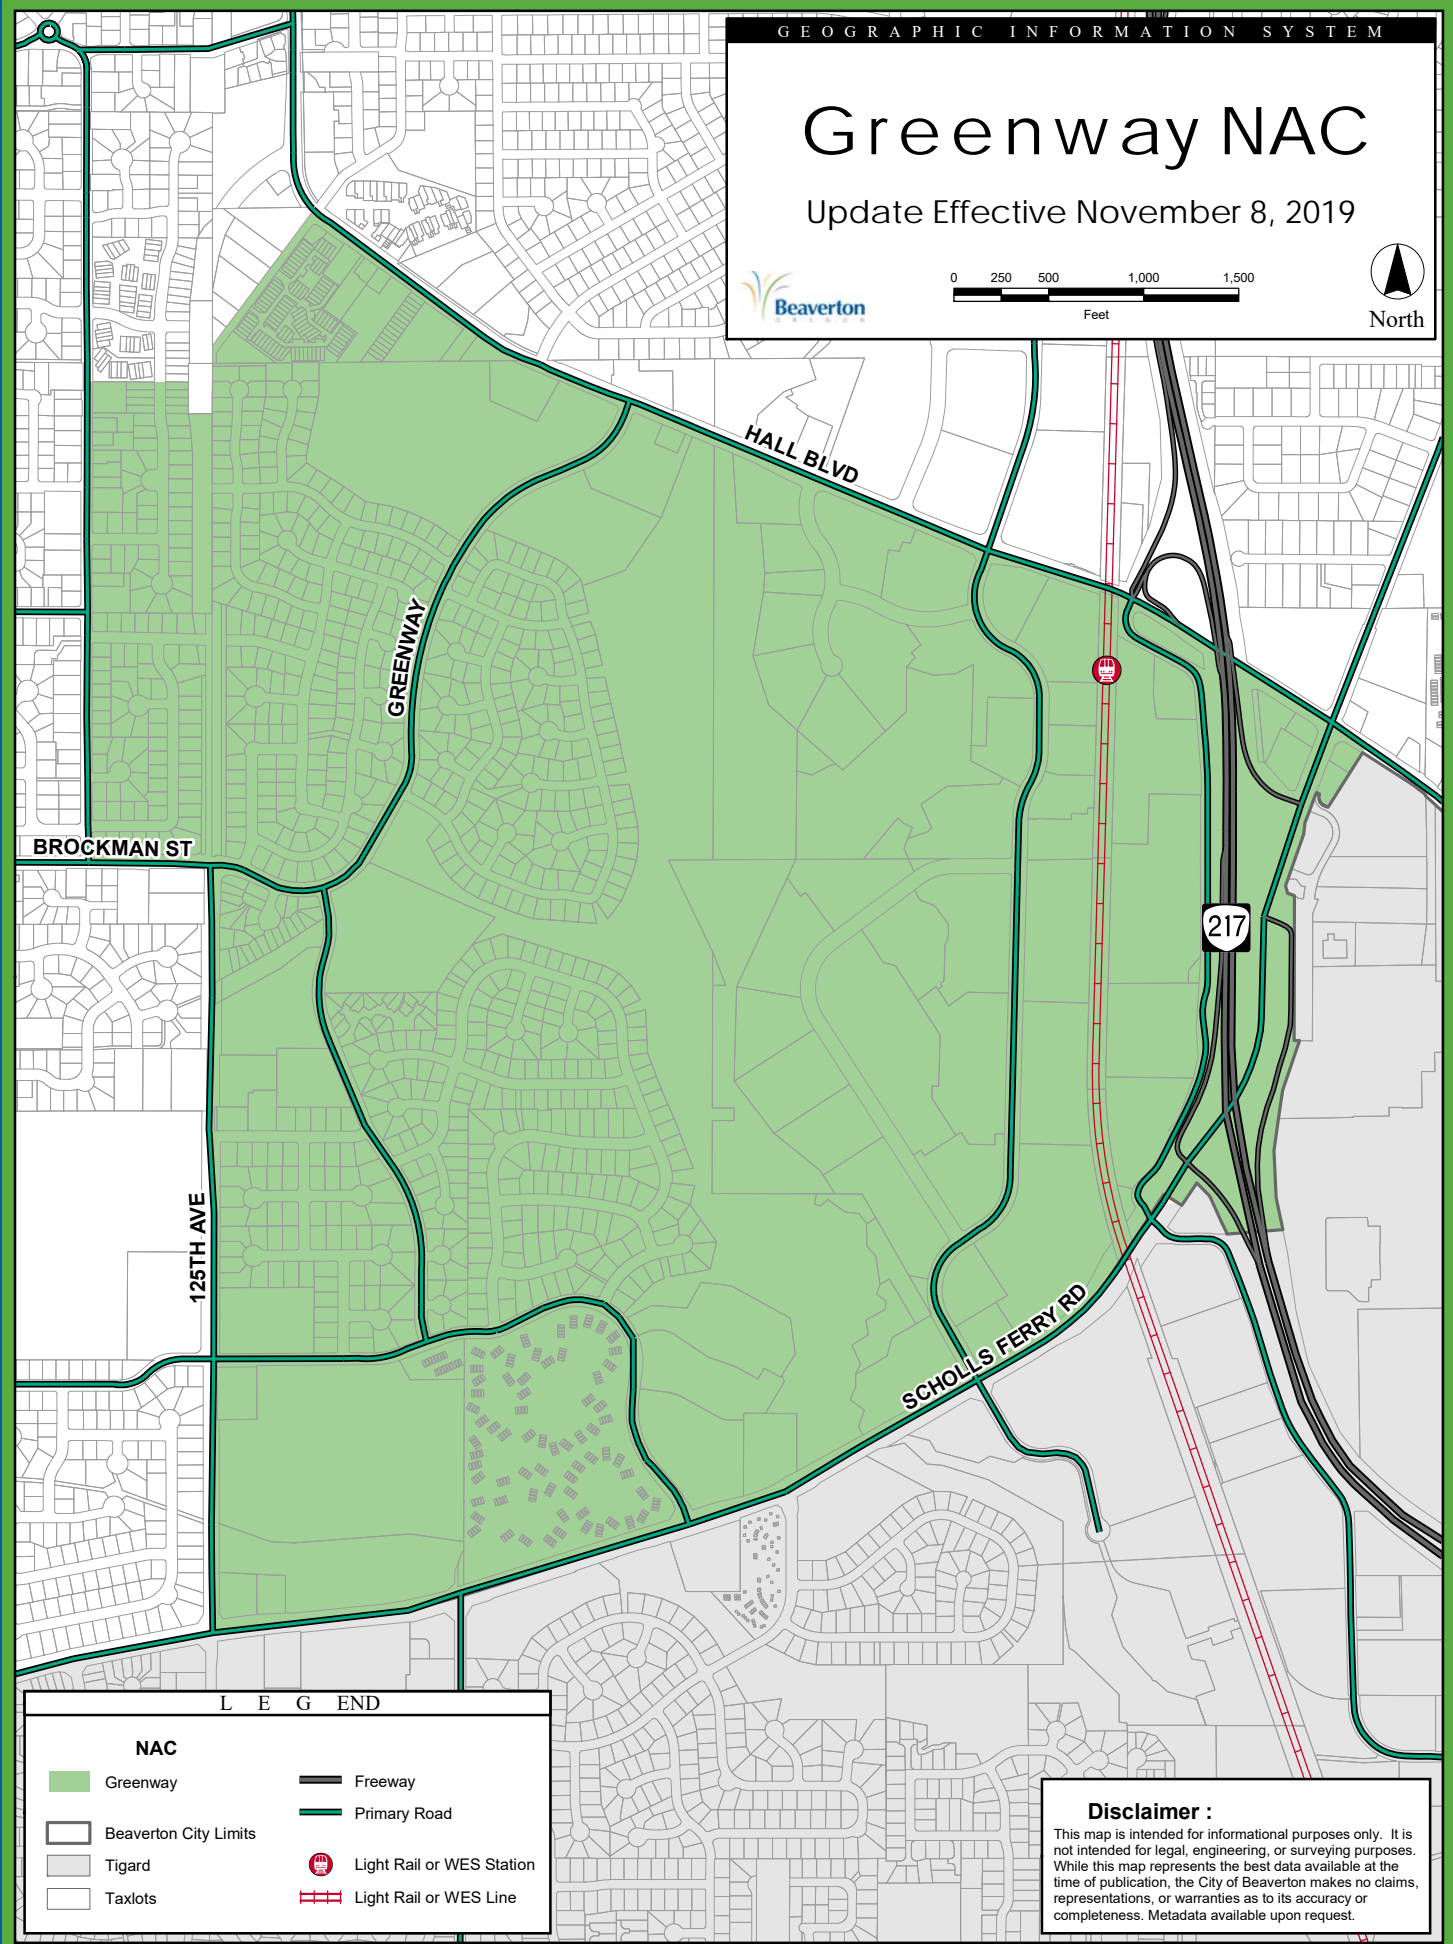 GEOGRAPHIC INFORMATION SYSTEM
Greenway NAC
Update Effective November 8, 2019
Beaverton
OREGON
0 250 500 1,000 1,500
Feet
North
HALL BLVD
GREENWAY
BROCKMAN ST
217
125TH AVE
SCHOLLS FERRY RD
LEGEND
NAC
Greenway
Beaverton City Limits
Tigard
Taxlots
Freeway
Primary Road
Light Rail or WES Station
Light Rail or WES Line
Disclaimer :
This map is intended for informational purposes only. It is
not intended for legal, engineering, or surveying purposes.
While this map represents the best data available at the
time of publication, the City of Beaverton makes no claims,
representations, or warranties as to its accuracy or
completeness. Metadata available upon request.